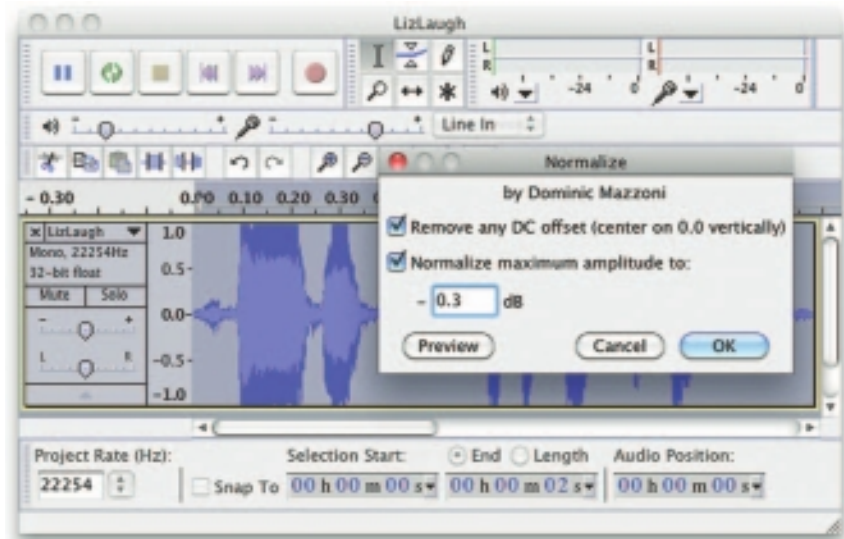 LizLaugh
L
R
-24
0
L
R
-24
0
Line In
Normalize
by Dominic Mazzoni
Remove any DC offset (center on 0.0 vertically)
Normalize maximum amplitude to:
- 0.3 dB
Preview
Cancel
OK
- 0.30
0.00 0.10 0.20 0.30
LizLaugh
Mono, 22254Hz
32-bit float
Mute Solo
- +
L R
1.0
0.5-
0.0-
-0.5-
-1.0
Project Rate (Hz):
22254
Snap To
Selection Start:
00 h 00 m 00 s
End Length
00 h 00 m 02 s
Audio Position:
00 h 00 m 00 s